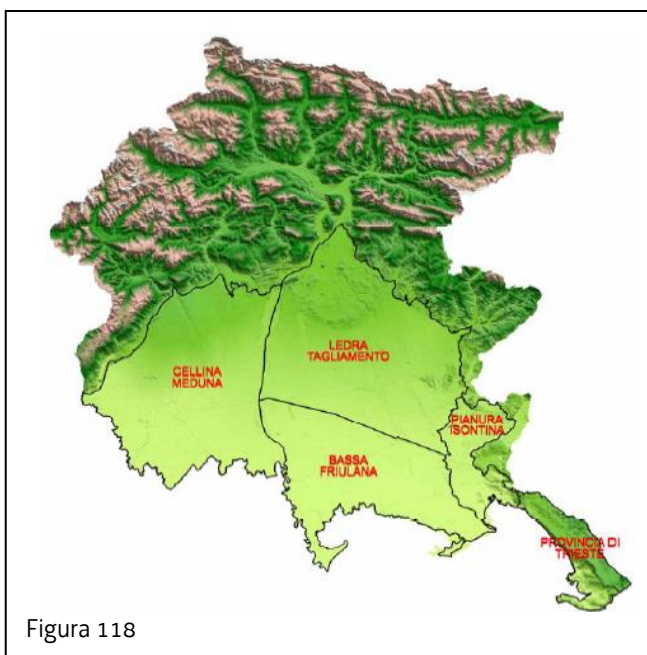 LEDRA
TAGLIAMENTO
CELLINA
MEDUNA
PIANURA
ISONTINA
BASSA
FRIULANA
PROVINCIA DI
TRIESTE
Figura 118